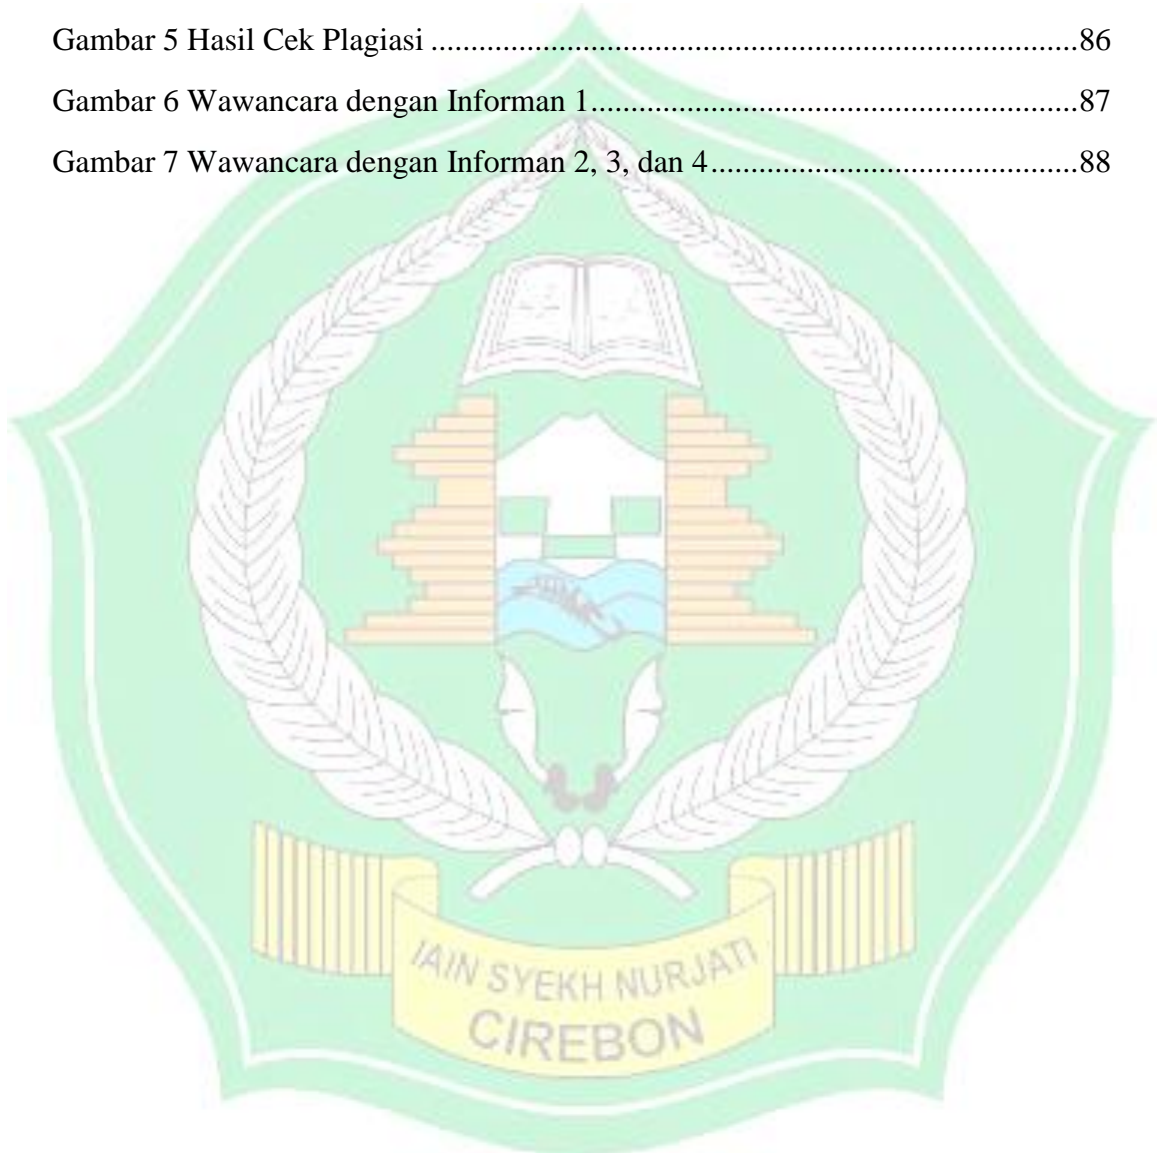 Gambar 5 Hasil Cek Plagiasi ..................................................................................86
Gambar 6 Wawancara dengan Informan 1.............................................................87
Gambar 7 Wawancara dengan Informan 2, 3, dan 4..............................................88
IAIN SYEKH NURJATI
CIREBON